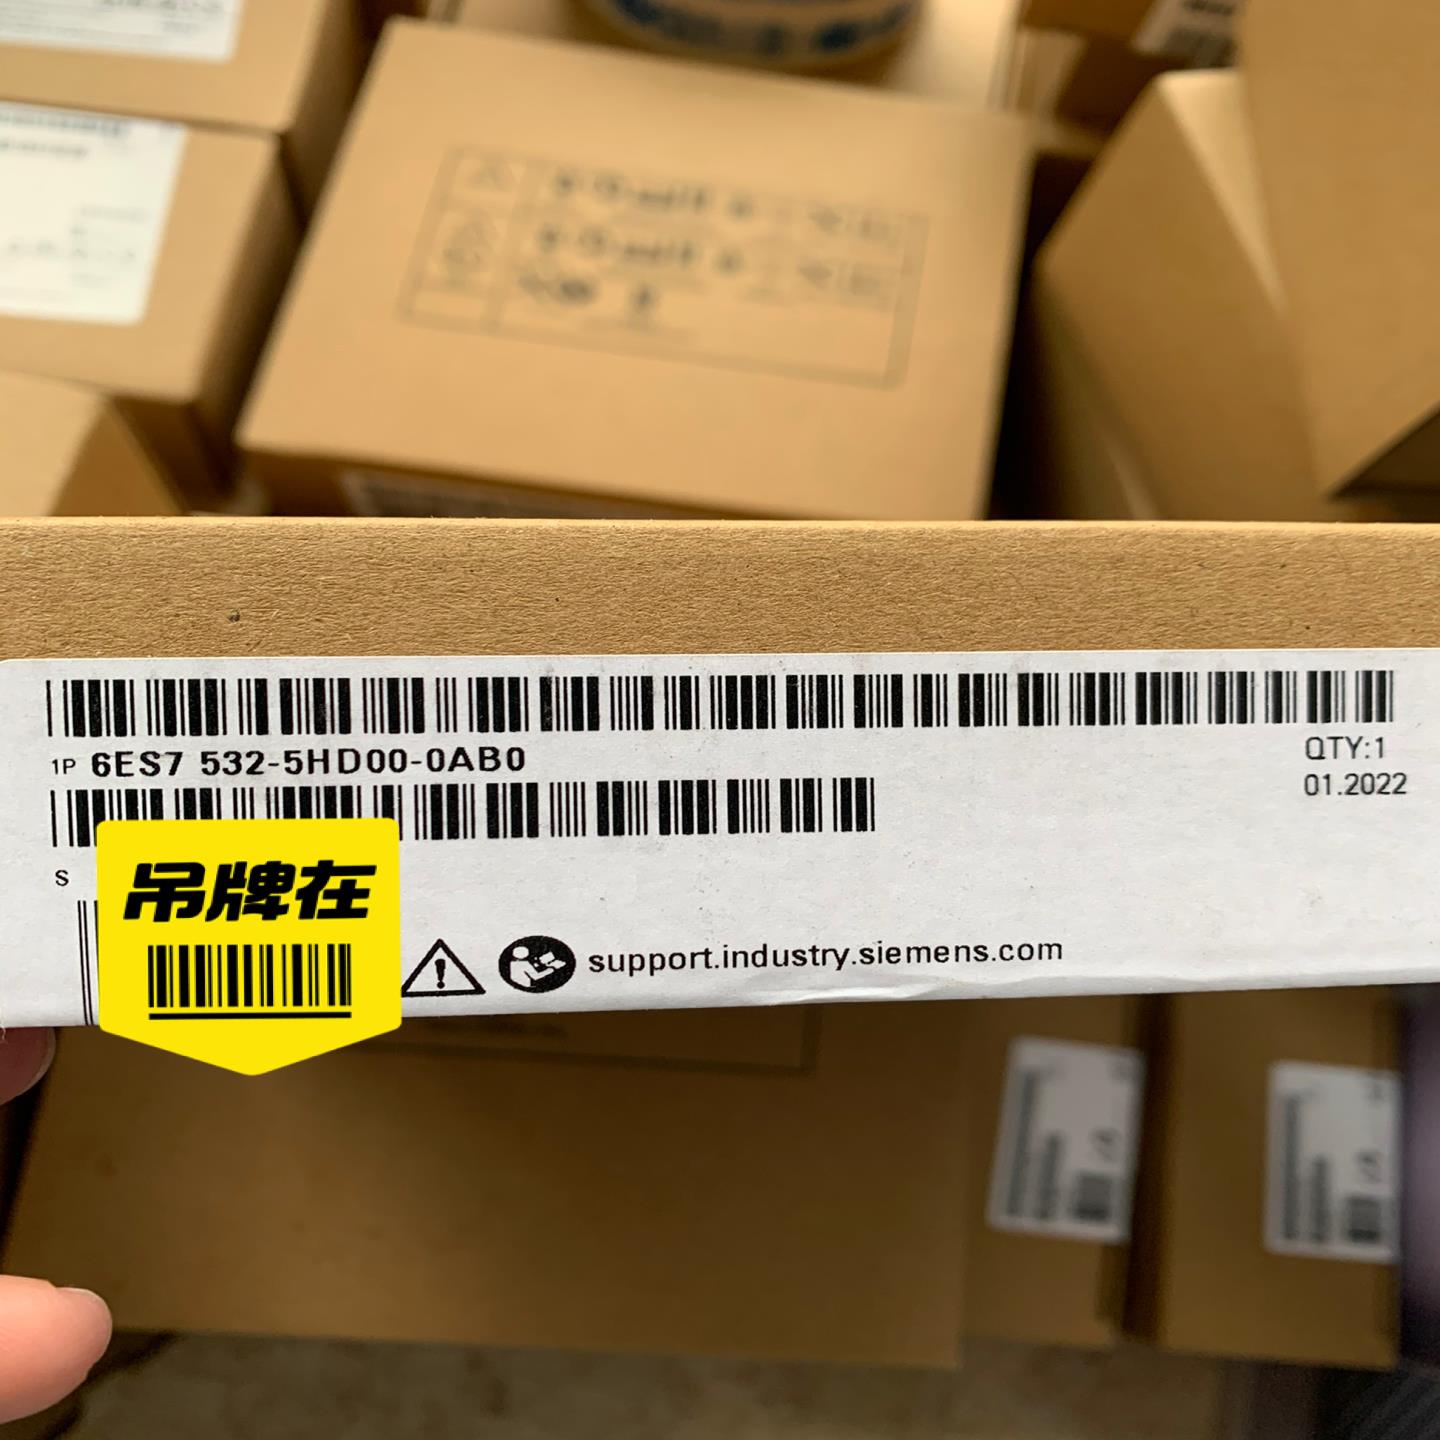 1P 6ES7 532-5HD00-0AB0
QTY:1
01.2022
S
吊牌在
support.industry.siemens.com